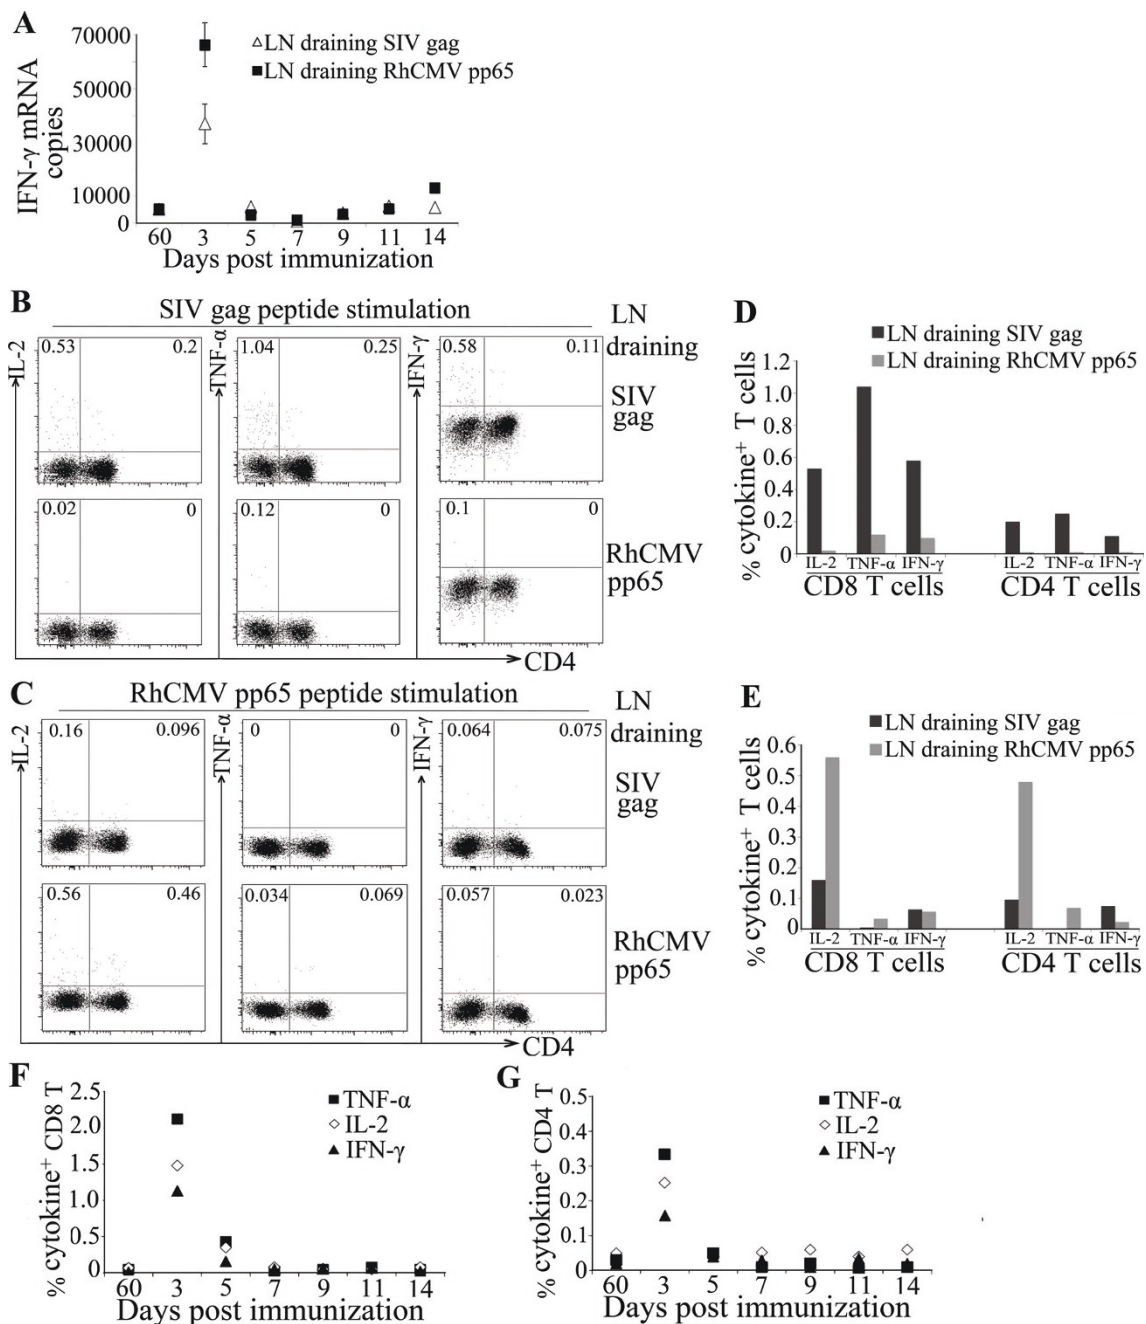 A
70000
50000
30000
10000
0
IFN-γ mRNA
copies
△LN draining SIV gag
■LN draining RhCMV pp65
60 3 5 7 9 11 14
Days post immunization
B
SIV gag peptide stimulation
LN
draining
SIV
gag
IL-2
0.53 0.2
TNF-α
1.04 0.25
IFN-γ
0.58 0.11
0.02 0
0.12 0
0.1 0
RhCMV
pp65
CD4
C
RhCMV pp65 peptide stimulation
LN
draining
SIV
gag
IL-2
0.16 0.096
TNF-α
0 0
IFN-γ
0.064 0.075
0.56 0.46
0.034 0.069
0.057 0.023
RhCMV
pp65
CD4
D
■ LN draining SIV gag
■ LN draining RhCMV pp65
% cytokine⁺ T cells
1.2
1.0
0.8
0.6
0.4
0.2
0
IL-2 TNF-α IFN-γ IL-2 TNF-α IFN-γ
CD8 T cells CD4 T cells
E
■ LN draining SIV gag
■ LN draining RhCMV pp65
% cytokine⁺ T cells
0.6
0.5
0.4
0.3
0.2
0.1
0
IL-2 TNF-α IFN-γ IL-2 TNF-α IFN-γ
CD8 T cells CD4 T cells
F
% cytokine⁺ CD8 T
2.5
2.0
1.5
1.0
0.5
0
■TNF-α
◇IL-2
▲IFN-γ
60 3 5 7 9 11 14
Days post immunization
G
% cytokine⁺ CD4 T
0.5
0.4
0.3
0.2
0.1
0
■TNF-α
◇IL-2
▲IFN-γ
60 3 5 7 9 11 14
Days post immunization